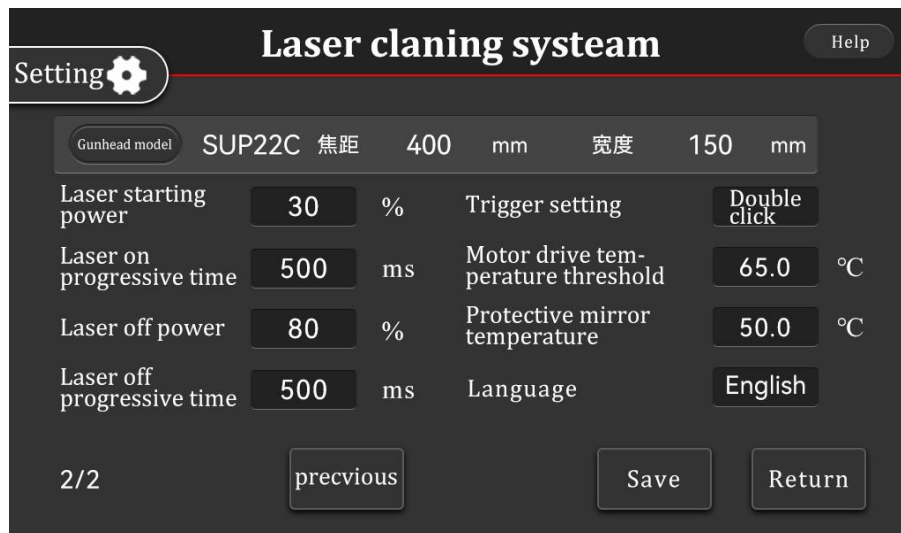 Laser claning systeam
Help
Setting
Gunhead model SUP22C 焦距 400 mm 宽度 150 mm
Laser starting
power
30 %
Trigger setting
Double
click
Laser on
progressive time
500 ms
Motor drive tem-
perature threshold
65.0 ℃
Laser off power 80 %
Protective mirror
temperature
50.0 ℃
Laser off
progressive time
500 ms
Language English
2/2 precvious Save Return